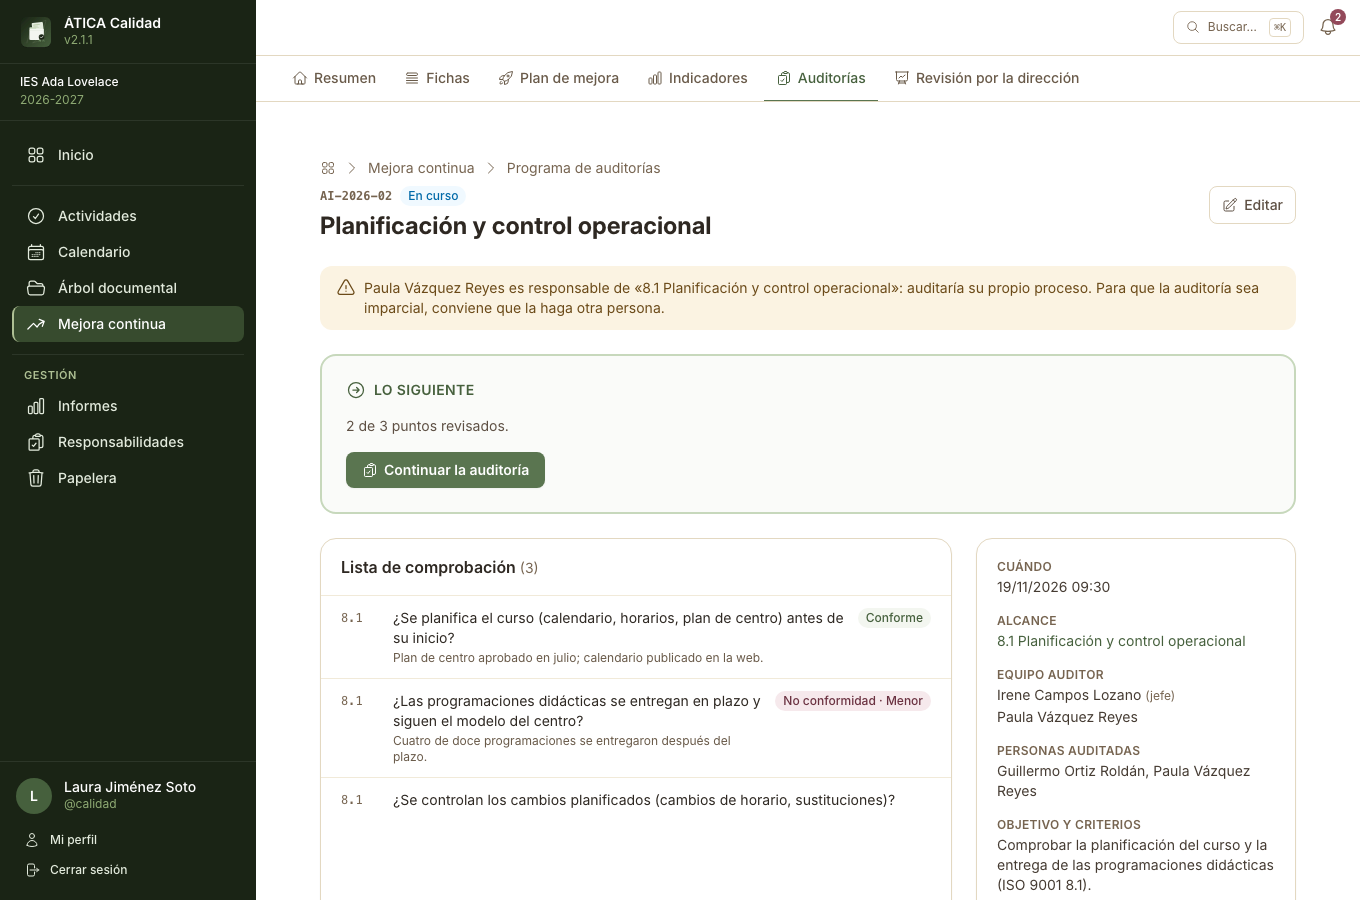 ÁTICA Calidad
v2.1.1
IES Ada Lovelace
2026-2027
Inicio
Actividades
Calendario
Árbol documental
Mejora continua
GESTIÓN
Informes
Responsabilidades
Papelera
Laura Jiménez Soto
L
@calidad
Mi perfil
Cerrar sesión
Buscar...
⌘K
2
Resumen
Fichas
Plan de mejora
Indicadores
Auditorías
Revisión por la dirección
Mejora continua
Programa de auditorías
AI-2026-02
En curso
Planificación y control operacional
Editar
Paula Vázquez Reyes es responsable de «8.1 Planificación y control operacional»: auditaría su propio proceso. Para que la auditoría sea
imparcial, conviene que la haga otra persona.
LO SIGUIENTE
2 de 3 puntos revisados.
Continuar la auditoría
Lista de comprobación (3)
8.1
¿Se planifica el curso (calendario, horarios, plan de centro) antes de
su inicio?
Conforme
Plan de centro aprobado en julio; calendario publicado en la web.
8.1
¿Las programaciones didácticas se entregan en plazo y
siguen el modelo del centro?
No conformidad · Menor
Cuatro de doce programaciones se entregaron después del
plazo.
8.1
¿Se controlan los cambios planificados (cambios de horario, sustituciones)?
CUÁNDO
19/11/2026 09:30
ALCANCE
8.1 Planificación y control operacional
EQUIPO AUDITOR
Irene Campos Lozano (jefe)
Paula Vázquez Reyes
PERSONAS AUDITADAS
Guillermo Ortiz Roldán, Paula Vázquez
Reyes
OBJETIVO Y CRITERIOS
Comprobar la planificación del curso y la
entrega de las programaciones didácticas
(ISO 9001 8.1).